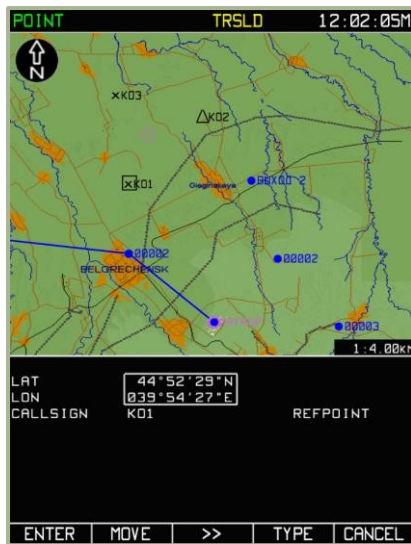 POINT TRSLD 12:02:05M
N
K03
K02
K01
Giaginskaya
00002
BELORECHENSK
00002
00003
1:4.00km
LAT 44°52'29"N
LON 039°54'27"E
CALLSIGN K01 REFPOINT
ENTER MOVE >> TYPE CANCEL